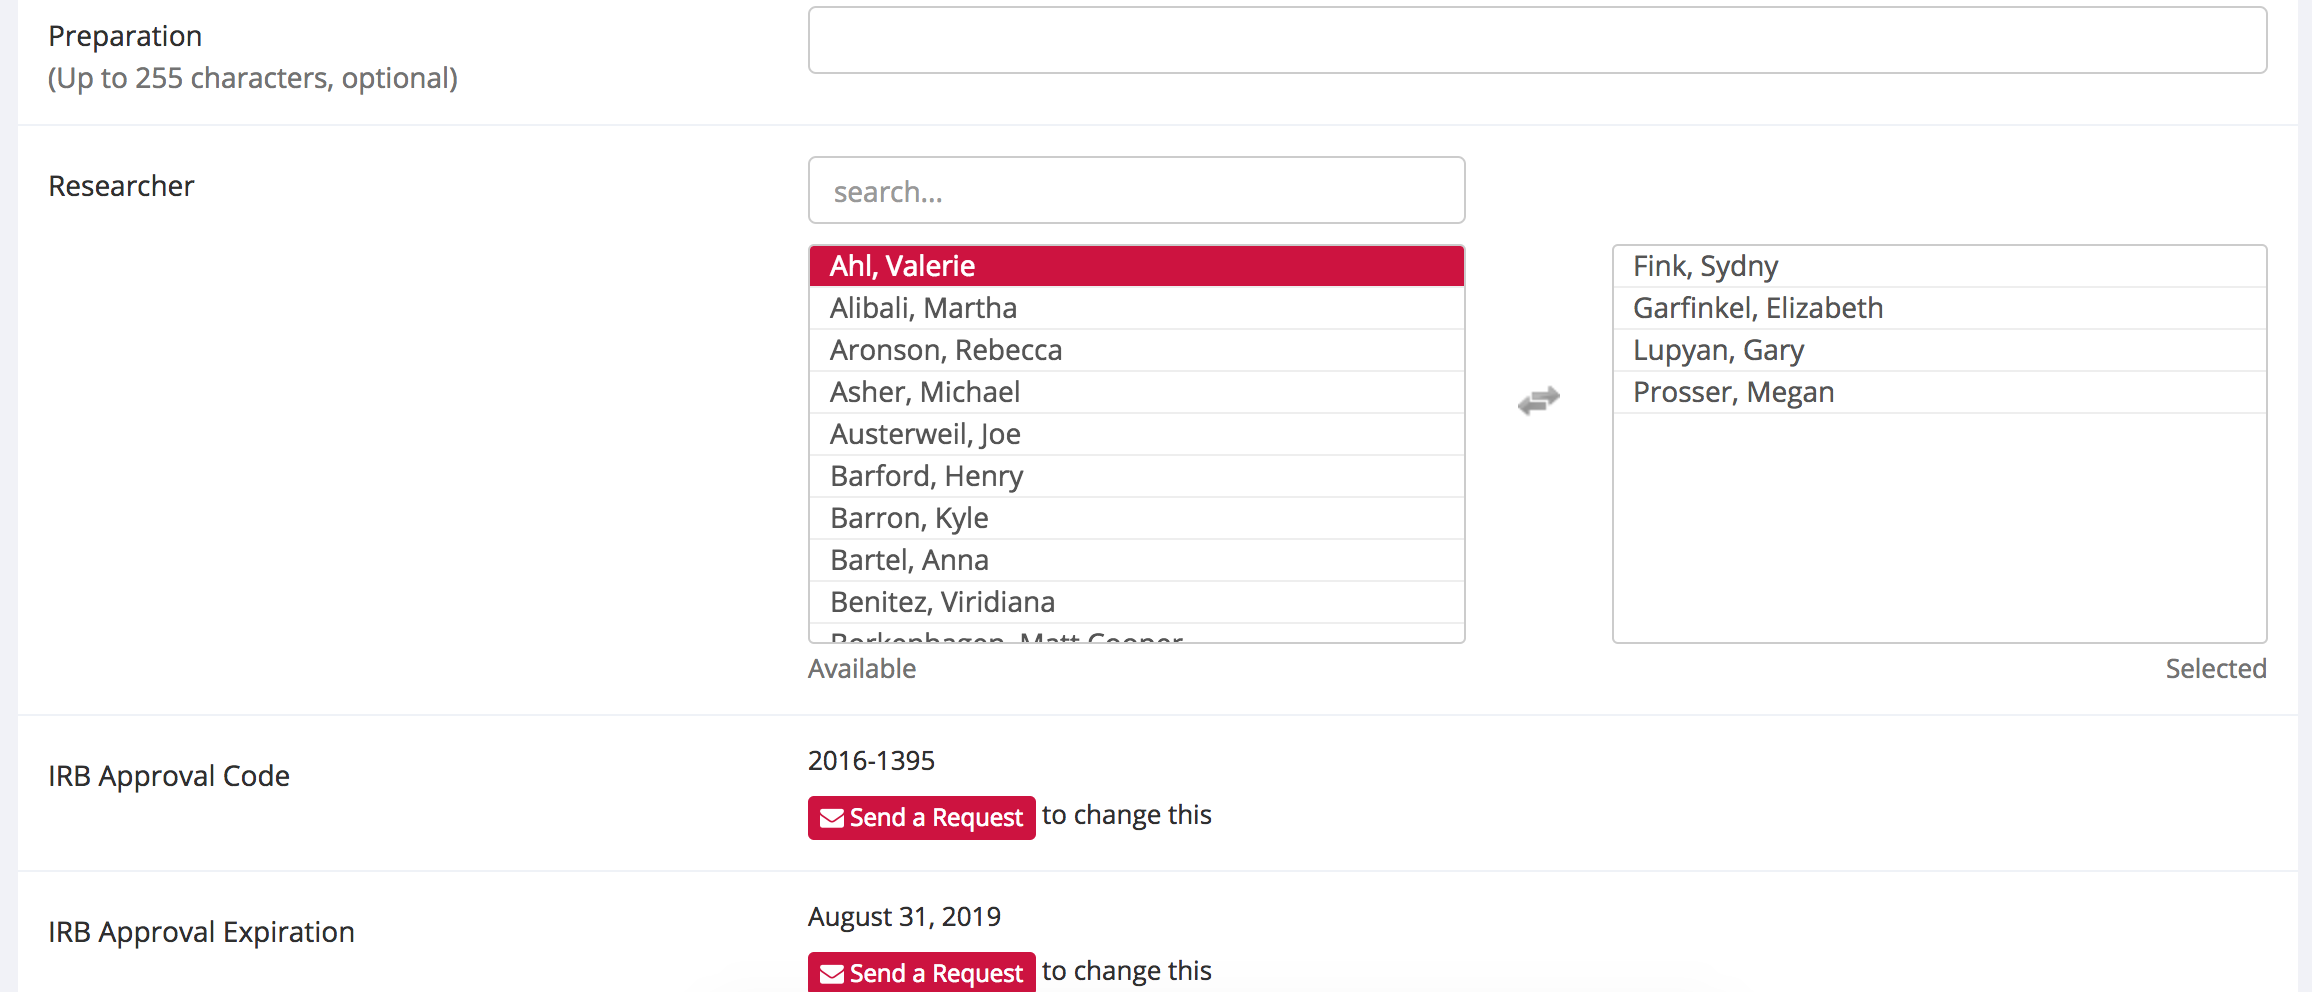 Preparation
(Up to 255 characters, optional)
Researcher
search...
Ahl, Valerie
Alibali, Martha
Aronson, Rebecca
Asher, Michael
Austerweil, Joe
Barford, Henry
Barron, Kyle
Bartel, Anna
Benitez, Viridiana
Borkenhagen, Matt Cooper
Available
Fink, Sydny
Garfinkel, Elizabeth
Lupyan, Gary
Prosser, Megan
Selected
IRB Approval Code
2016-1395
Send a Request to change this
IRB Approval Expiration
August 31, 2019
Send a Request to change this